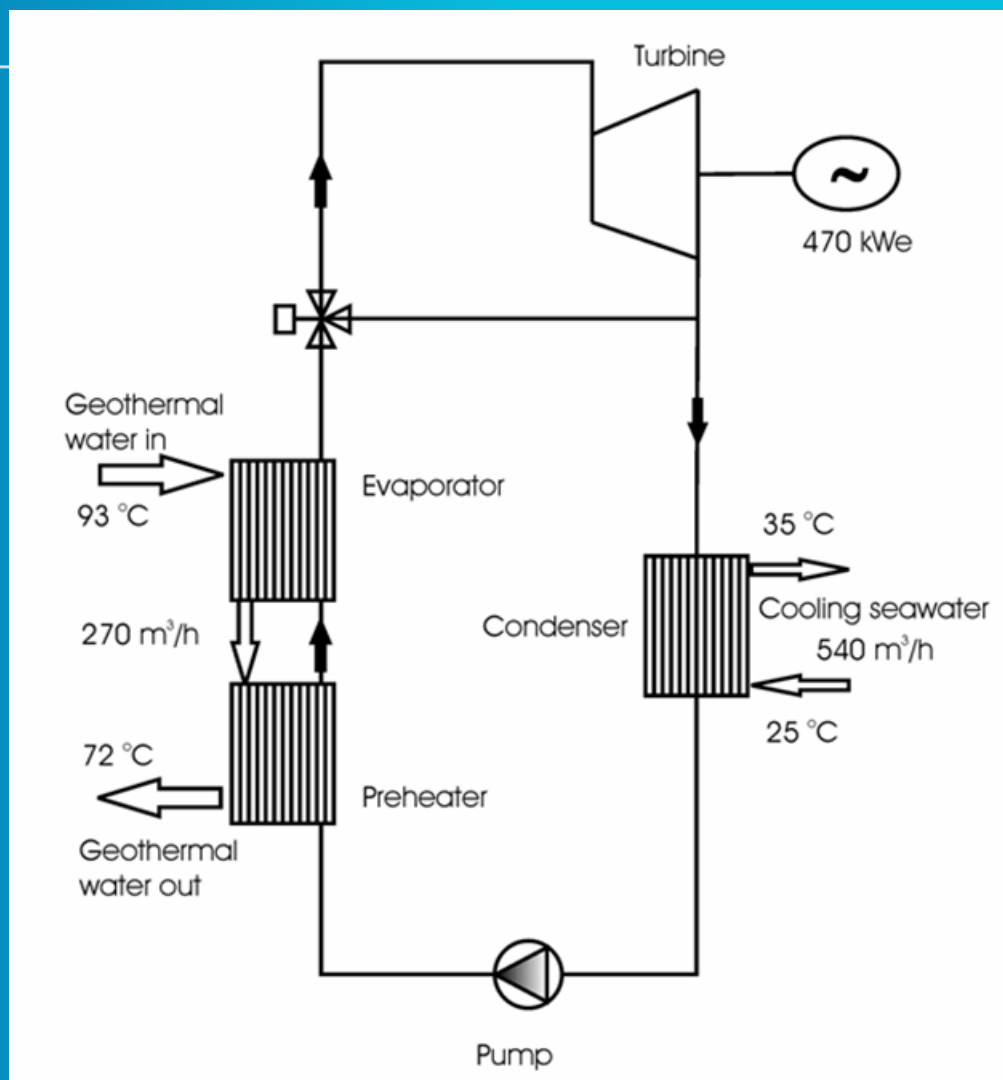 Turbine
~
470 kWe
Geothermal
water in
93 °C
Evaporator
270 m³/h
35 °C
Cooling seawater
540 m³/h
Condenser
25 °C
72 °C
Preheater
Geothermal
water out
Pump